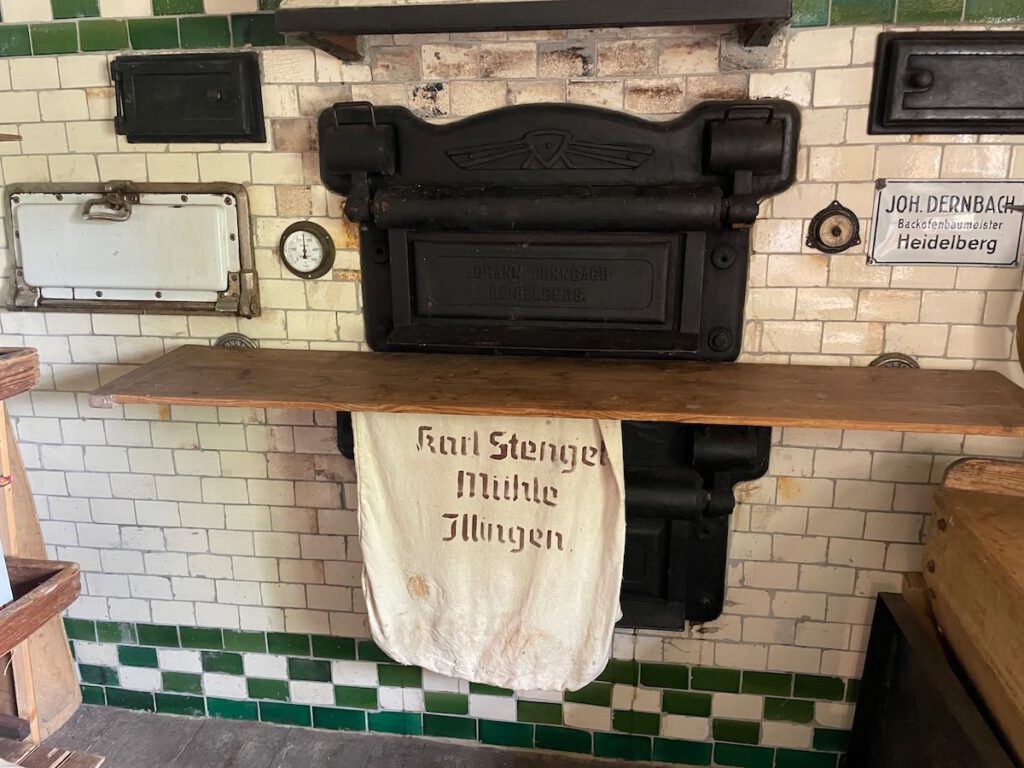 JOHANN DERNBACH
HEIDELBERG.
JOH. DERNBACH
Backofenbaumeister
Heidelberg
Karl Stengel
Mühle
Illingen.